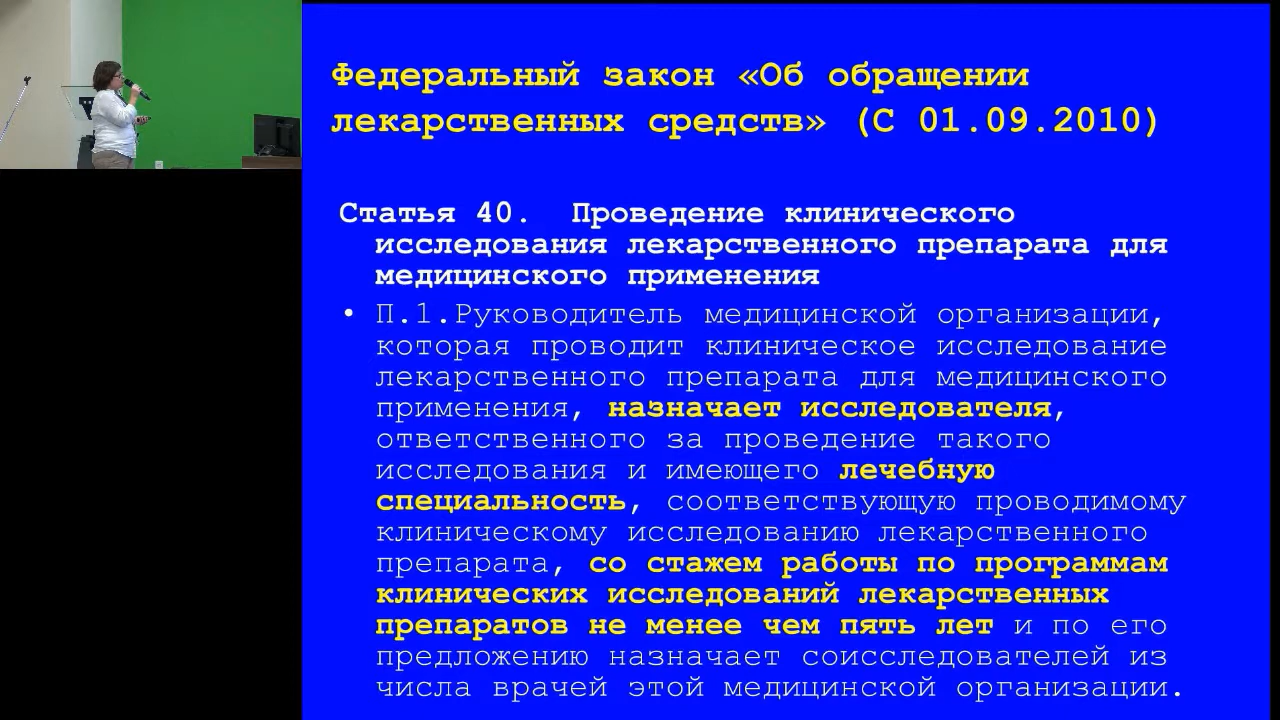 Федеральный закон «Об обращении
лекарственных средств» (С 01.09.2010)
Статья 40. Проведение клинического
исследования лекарственного препарата для
медицинского применения
• П.1.Руководитель медицинской организации,
которая проводит клиническое исследование
лекарственного препарата для медицинского
применения, назначает исследователя,
ответственного за проведение такого
исследования и имеющего лечебную
специальность, соответствующую проводимому
клиническому исследованию лекарственного
препарата, со стажем работы по программам
клинических исследований лекарственных
препаратов не менее чем пять лет и по его
предложению назначает соисследователей из
числа врачей этой медицинской организации.